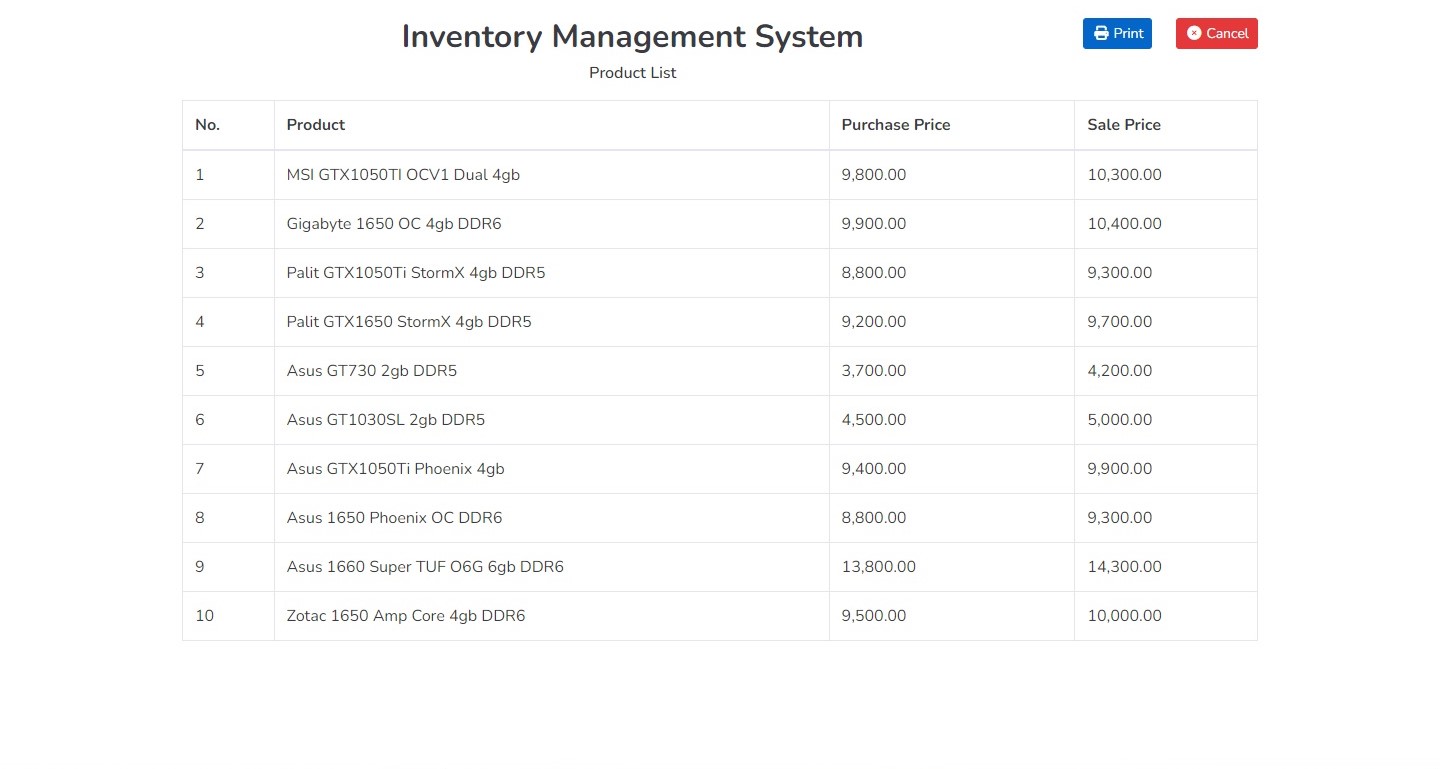 Inventory Management System
Print
Cancel
Product List
No. Product Purchase Price Sale Price
1 MSI GTX1050TI OCV1 Dual 4gb 9,800.00 10,300.00
2 Gigabyte 1650 OC 4gb DDR6 9,900.00 10,400.00
3 Palit GTX1050Ti StormX 4gb DDR5 8,800.00 9,300.00
4 Palit GTX1650 StormX 4gb DDR5 9,200.00 9,700.00
5 Asus GT730 2gb DDR5 3,700.00 4,200.00
6 Asus GT1030SL 2gb DDR5 4,500.00 5,000.00
7 Asus GTX1050Ti Phoenix 4gb 9,400.00 9,900.00
8 Asus 1650 Phoenix OC DDR6 8,800.00 9,300.00
9 Asus 1660 Super TUF O6G 6gb DDR6 13,800.00 14,300.00
10 Zotac 1650 Amp Core 4gb DDR6 9,500.00 10,000.00